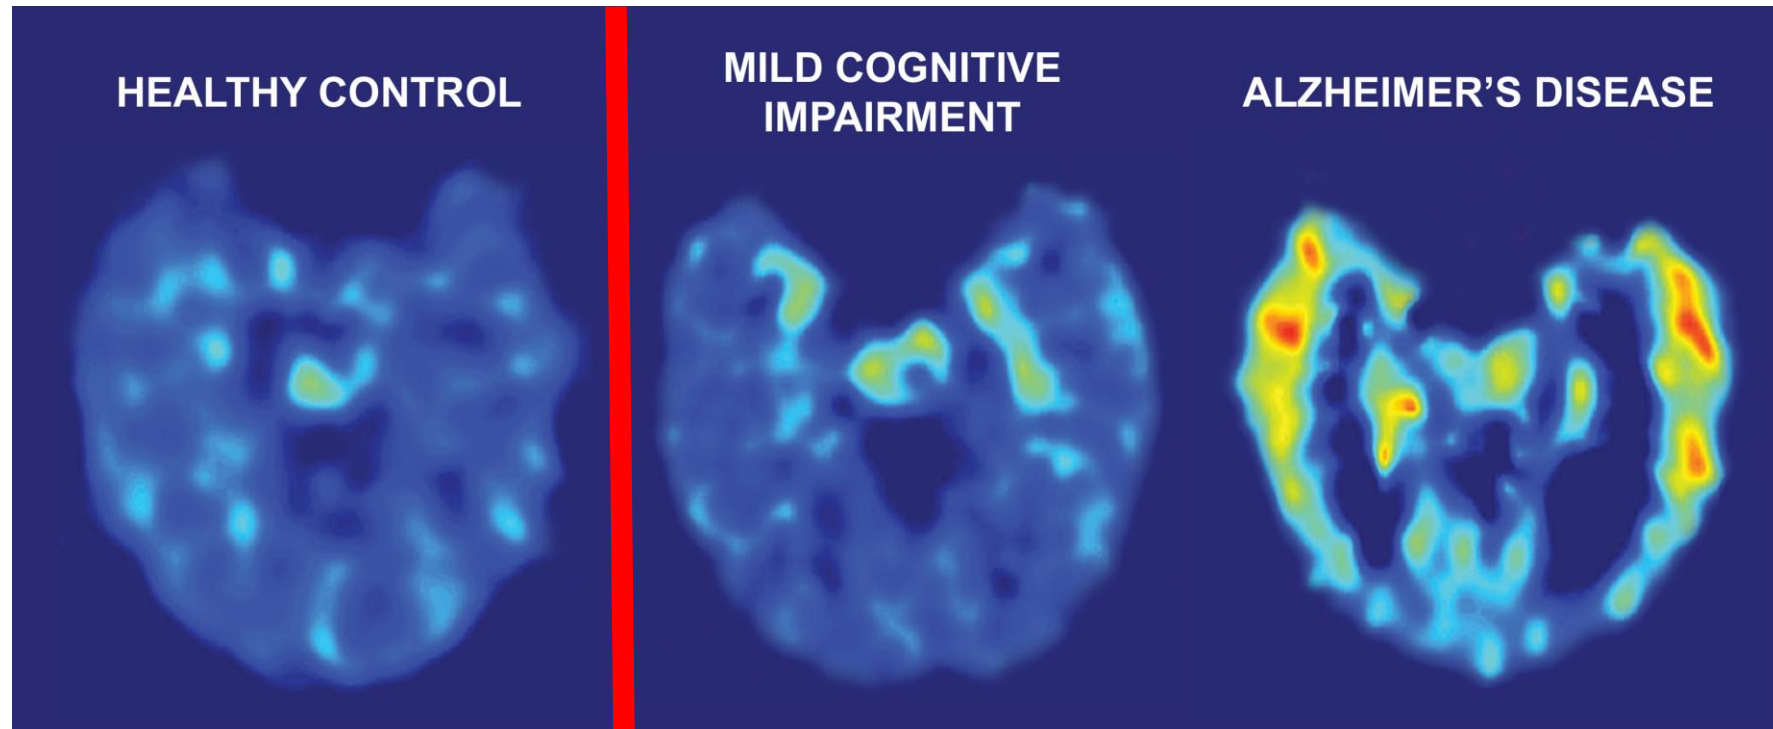 HEALTHY CONTROL
MILD COGNITIVE
IMPAIRMENT
ALZHEIMER’S DISEASE